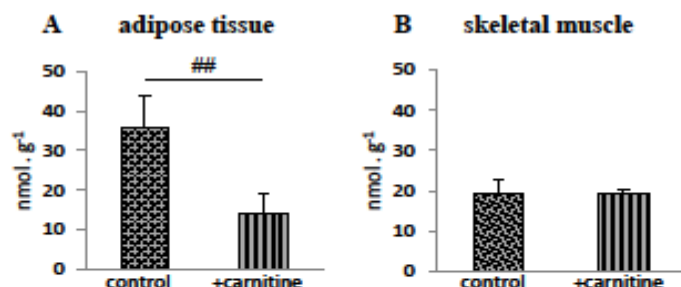 A adipose tissue
##
50
40
30
20
10
0
nmol . g⁻¹
control +carnitine
B skeletal muscle
50
40
30
20
10
0
nmol . g⁻¹
control +carnitine